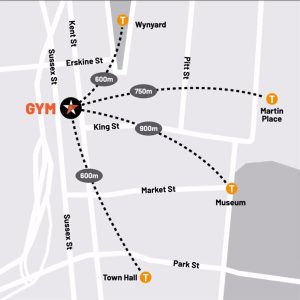 Wynyard
Kent St
Sussex St
Erskine St
Pitt St
600m
750m
T
T
Martin
Place
GYM
King St
900m
600m
Market St
T
Museum
Sussex St
Park St
Town Hall
T